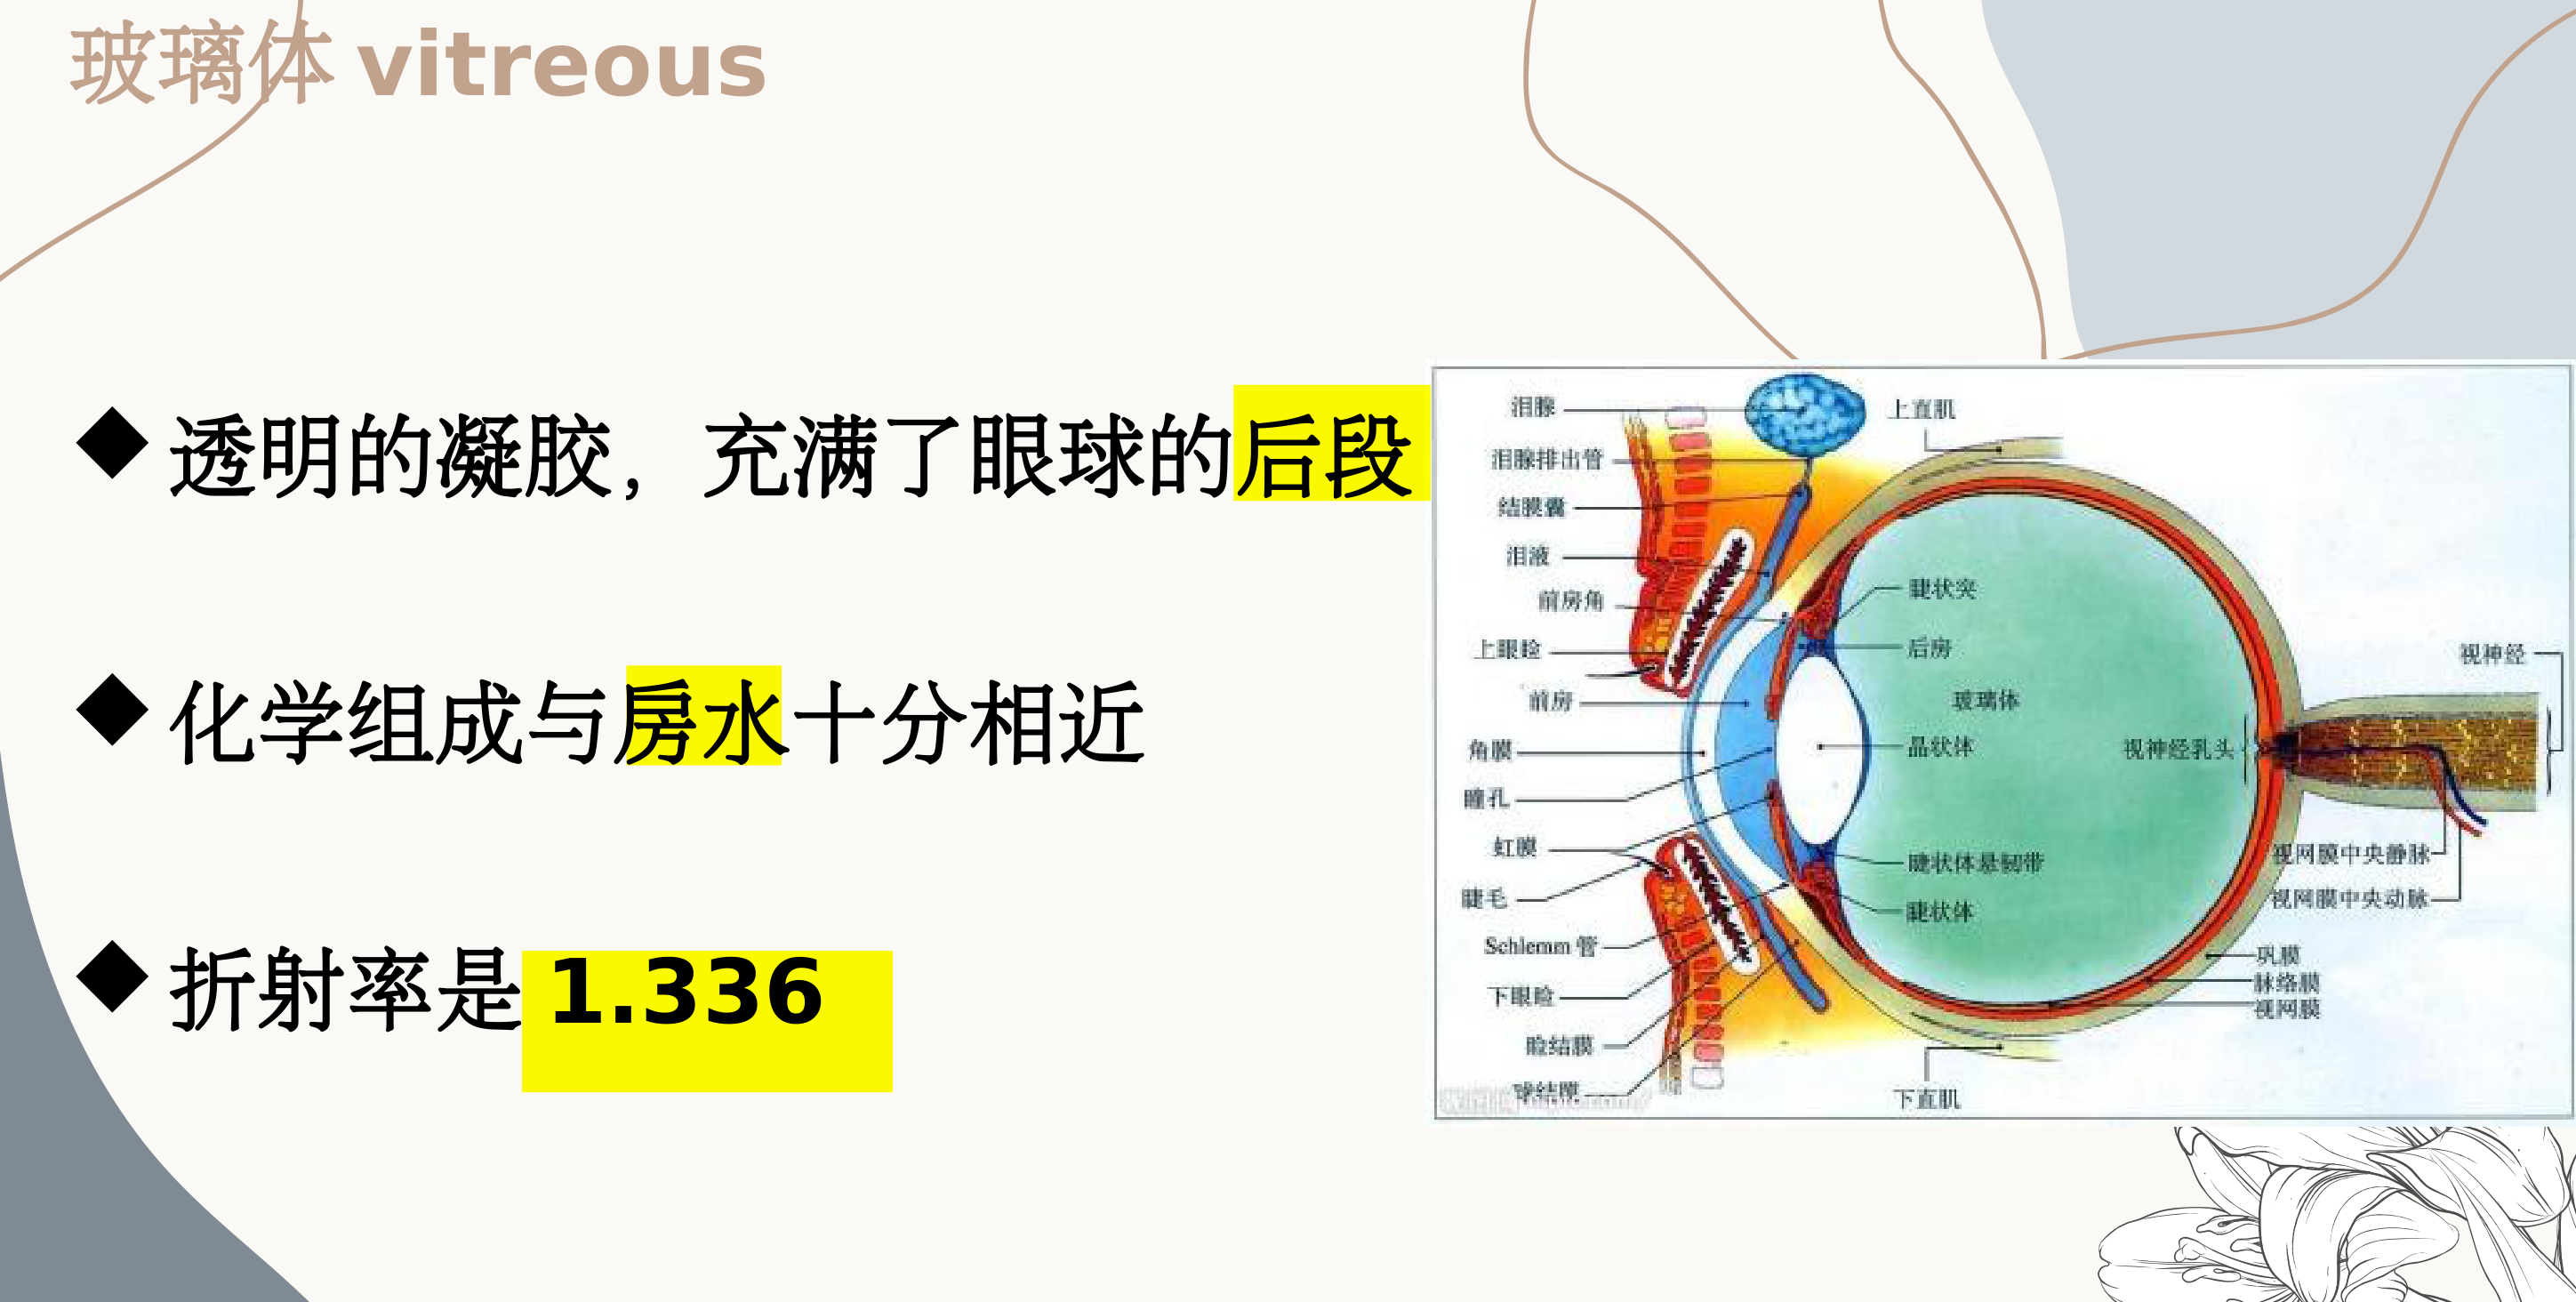 玻璃体 vitreous
透明的凝胶，充满了眼球的后段
化学组成与房水十分相近
折射率是 1.336
泪腺
上直肌
泪腺排出管
结膜囊
泪液
前房角
上眼睑
前房
角膜
瞳孔
虹膜
睫毛
Schlemm 管
下眼睑
睑结膜
球结膜
睫状突
后房
玻璃体
晶状体
视神经乳头
睫状体悬韧带
睫状体
下直肌
视神经
视网膜中央静脉
视网膜中央动脉
巩膜
脉络膜
视网膜